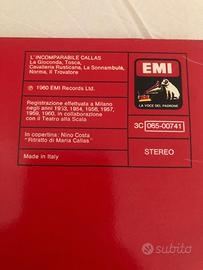 L'INCOMPARABILE CALLAS
La Gioconda, Tosca,
Cavalleria Rusticana, La Sonnambula,
Norma, Il Trovatore
℗ 1960 EMI Records Ltd.
Registrazione effettuata a Milano
negli anni 1953, 1954, 1956, 1957,
1959, 1960, in collaborazione
con il Teatro alla Scala
In copertina: Nino Costa
"Ritratto di Maria Callas"
Made in Italy
EMI
LA VOCE DEL PADRONE
3C 065-00741
STEREO
subito